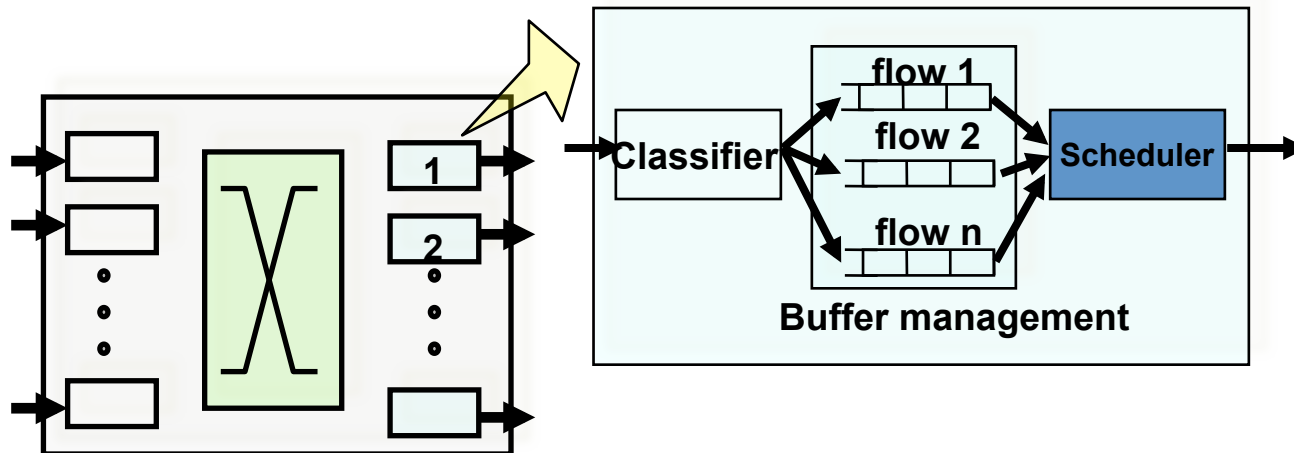 1
2
Classifier
flow 1
flow 2
flow n
Scheduler
Buffer management